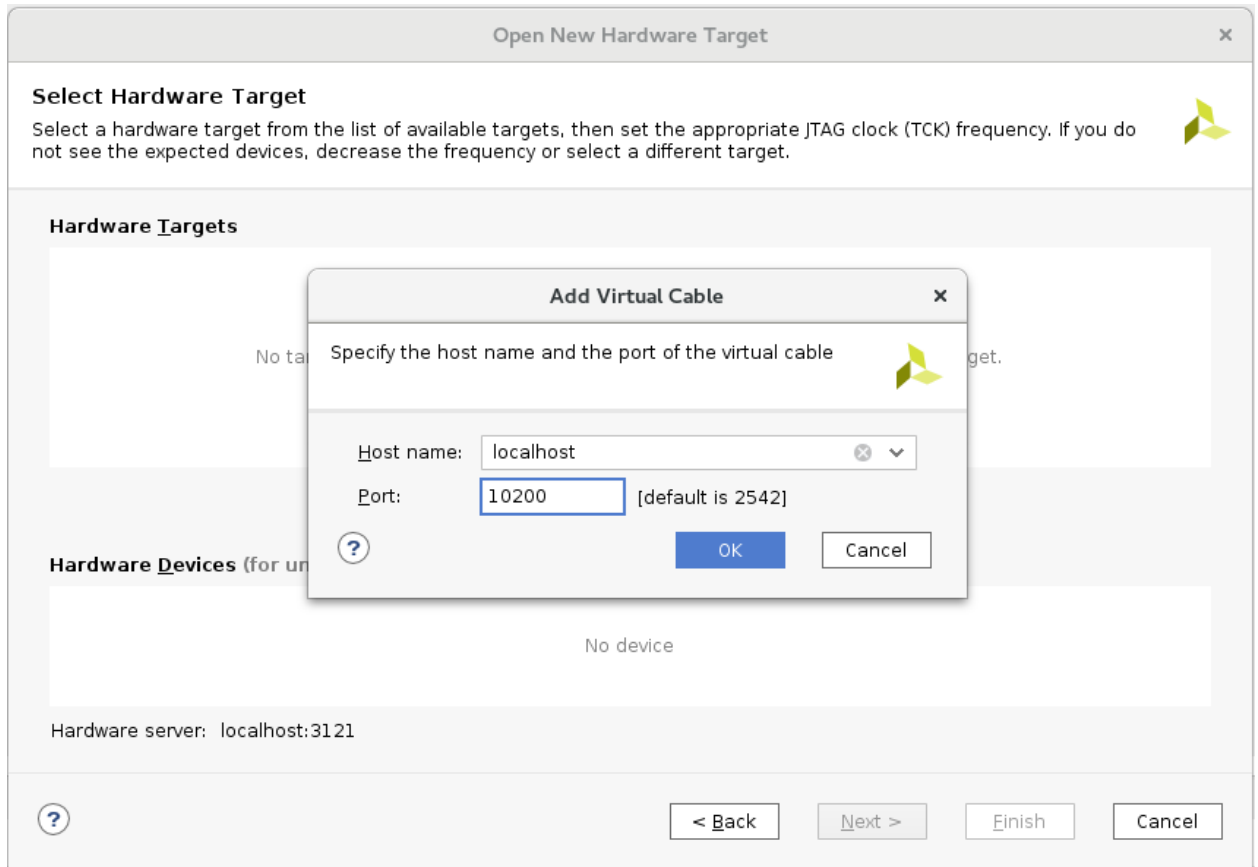 Open New Hardware Target
Select Hardware Target
Select a hardware target from the list of available targets, then set the appropriate JTAG clock (TCK) frequency. If you do
not see the expected devices, decrease the frequency or select a different target.
Hardware Targets
No ta
get.
Add Virtual Cable
Specify the host name and the port of the virtual cable
Host name: localhost
Port: 10200 [default is 2542]
?
OK Cancel
Hardware Devices (for un
No device
Hardware server: localhost:3121
?
< Back Next > Finish Cancel